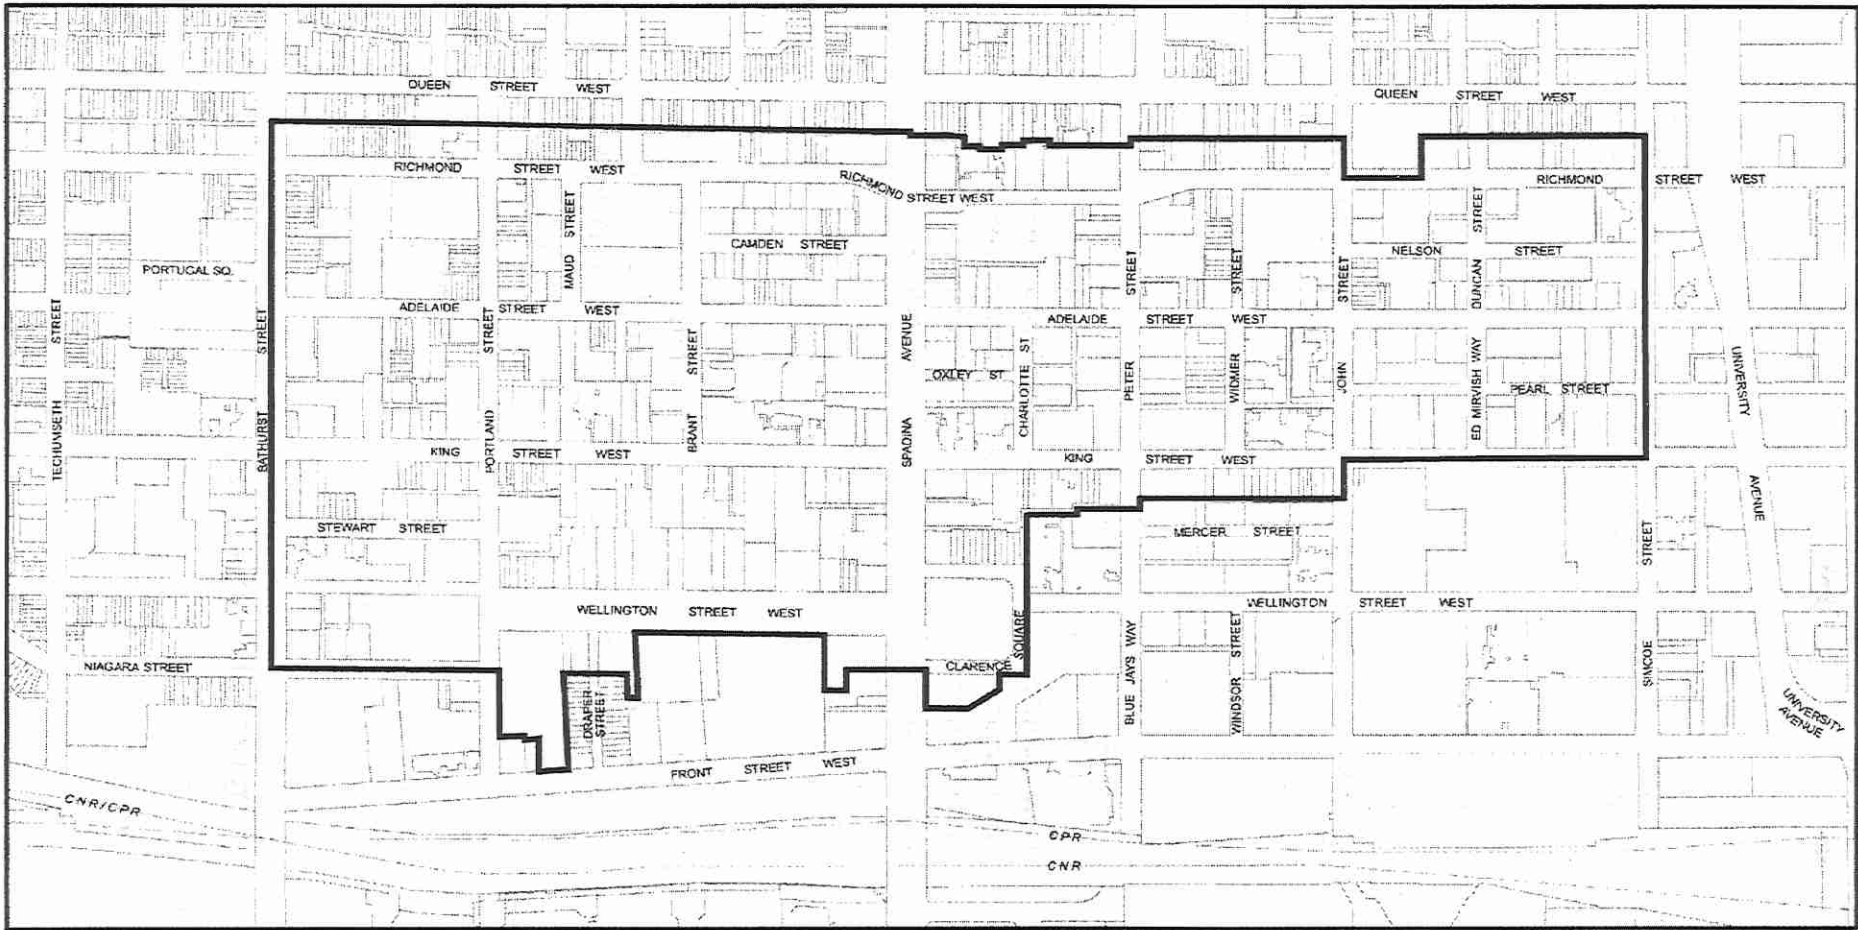 QUEEN STREET WEST
QUEEN STREET WEST
RICHMOND STREET WEST
RICHMOND STREET WEST
RICHMOND STREET WEST
MAUD STREET
CAMDEN STREET
DUNCAN STREET
NELSON STREET
PORTUGAL SQ.
TECHUMSETH STREET
BATHURST STREET
ADELAIDE STREET WEST
ADELAIDE STREET WEST
PORTLAND STREET
BRANT STREET
SPADINA AVENUE
OXLEY ST
CHARLOTTE ST
PETER STREET
WIDMER STREET
JOHN STREET
ED MIRVISH WAY
PEARL STREET
UNIVERSITY AVENUE
KING STREET WEST
KING STREET WEST
STEWART STREET
MERCER STREET
SIMCOE STREET
WELLINGTON STREET WEST
WELLINGTON STREET WEST
NIAGARA STREET
CLARENCE SQUARE
BLUE JAYS WAY
WINDSOR STREET
DRAPER STREET
UNIVERSITY AVENUE
FRONT STREET WEST
CNR/CPR
CPR
CNR